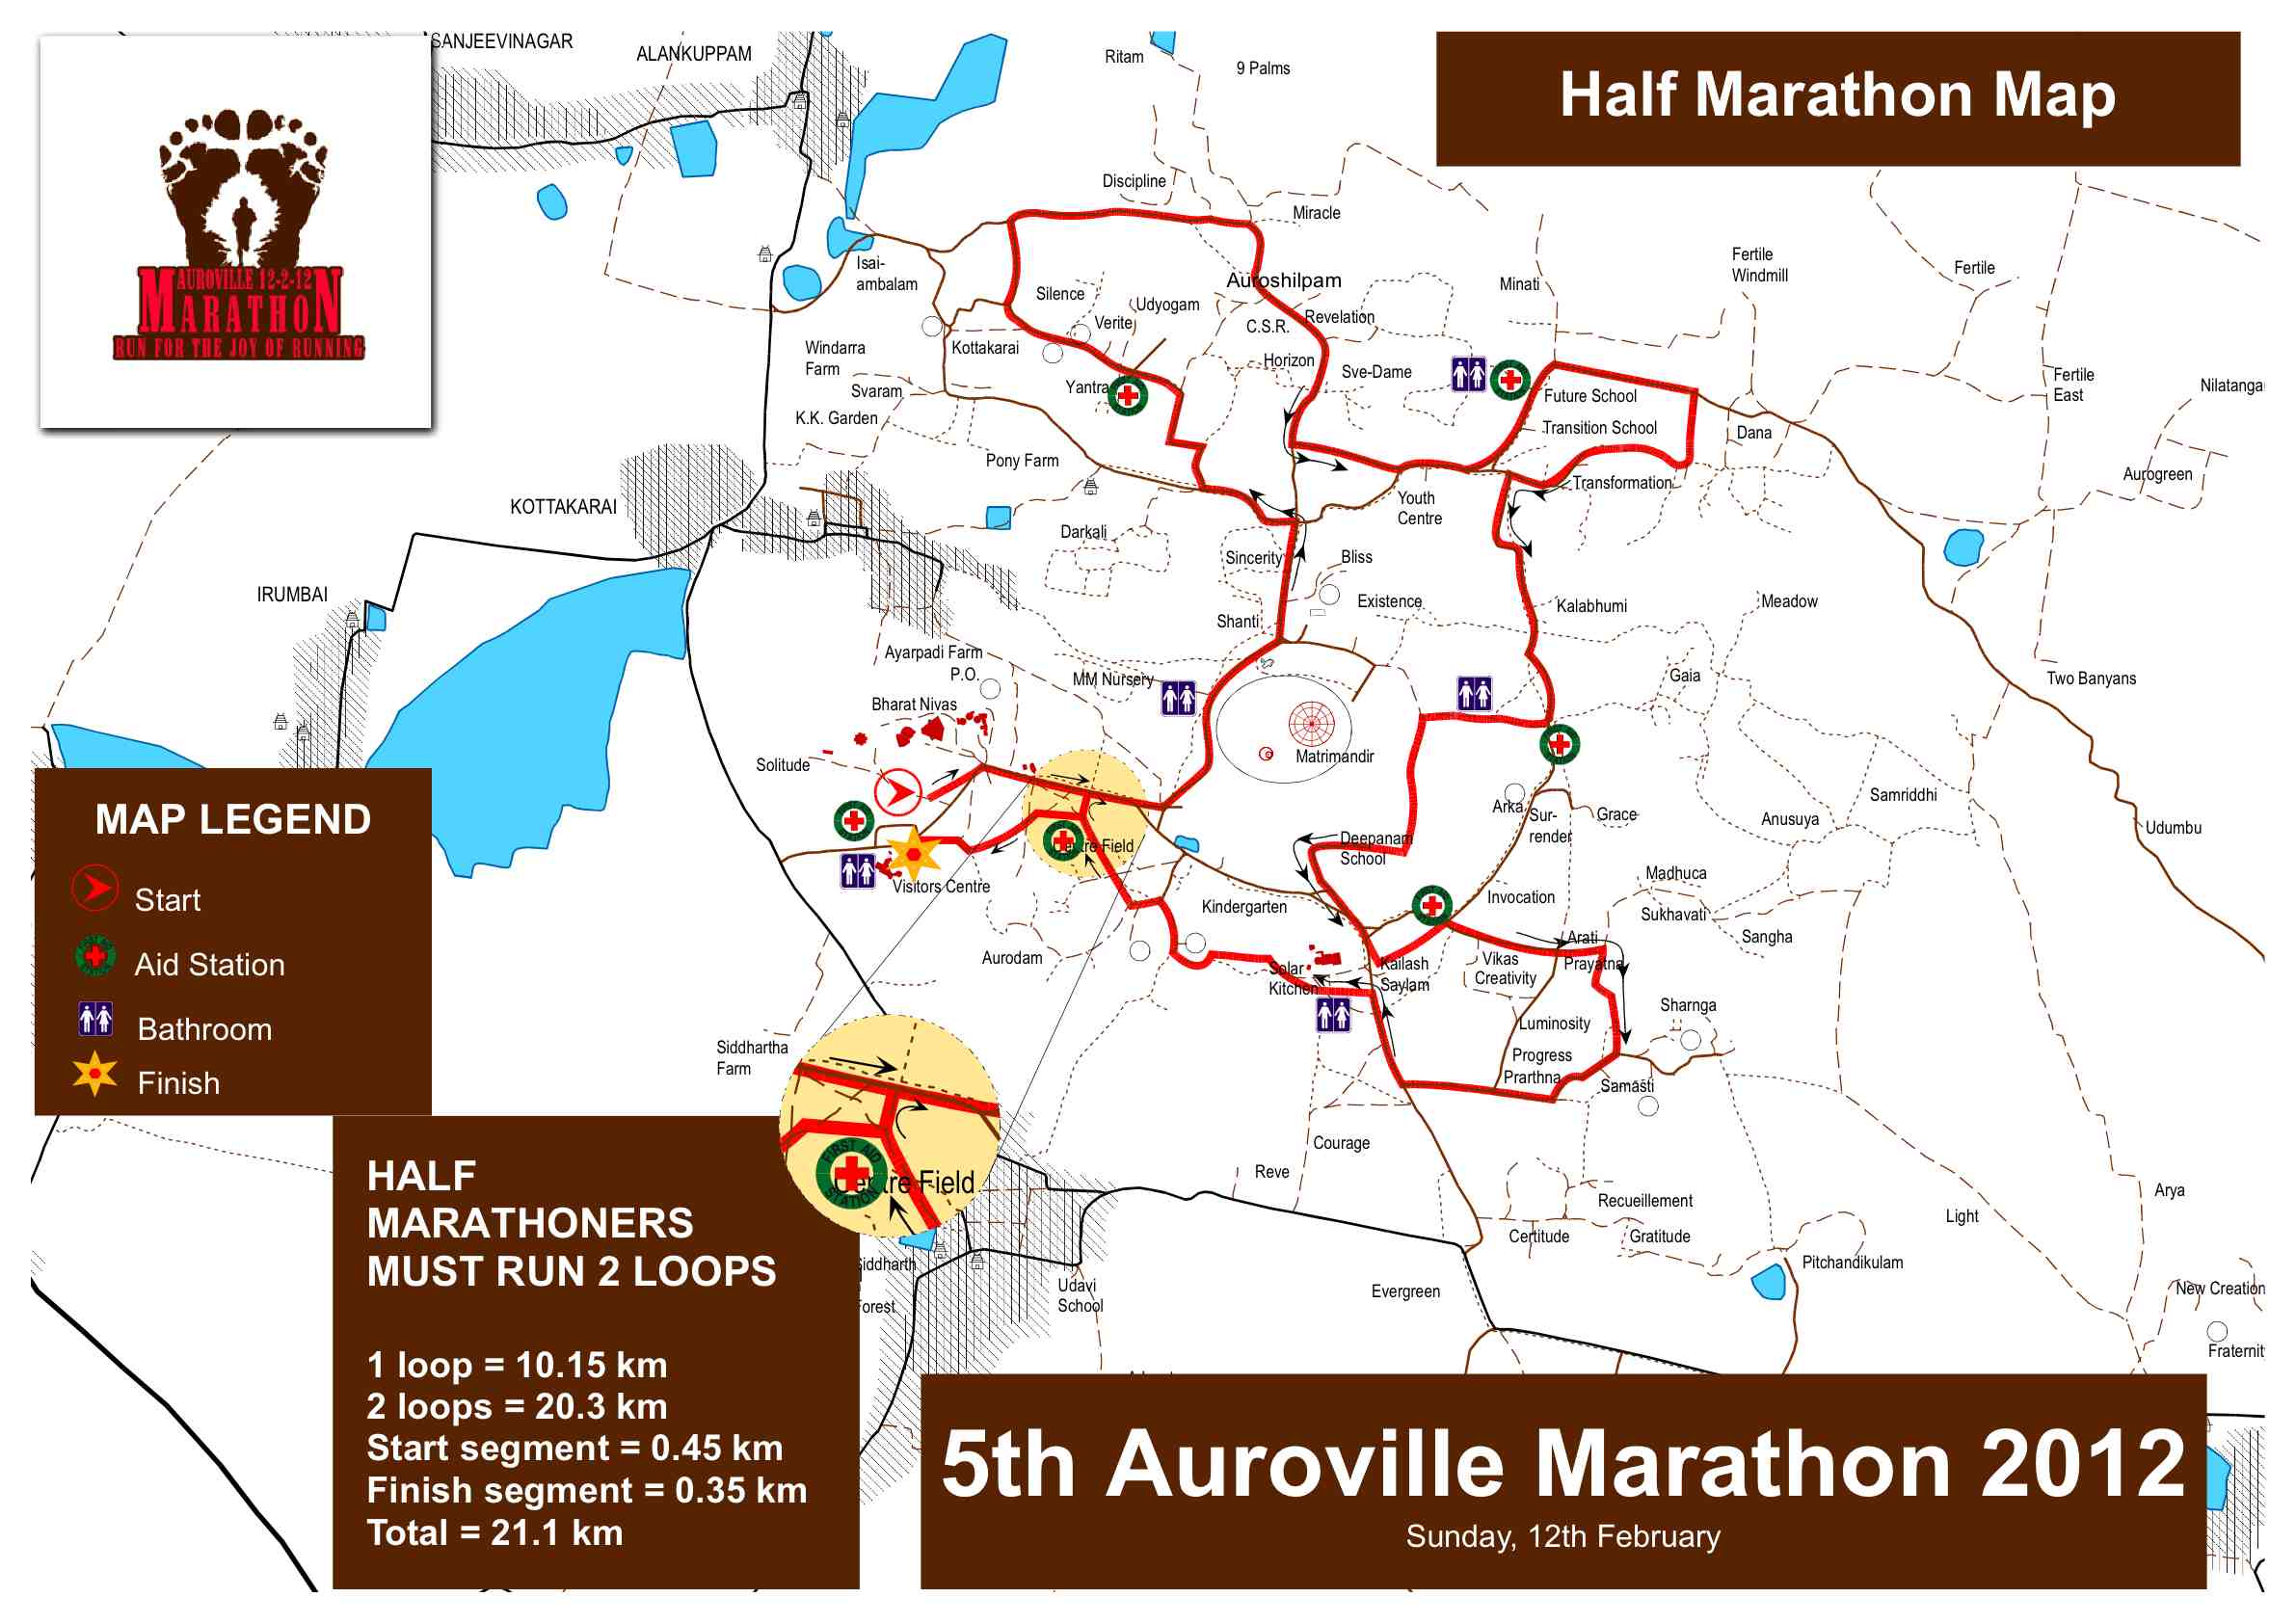 SANJEEVINAGAR
ALANKUPPAM
Ritam
9 Palms
Half Marathon Map
AUROVILLE 12-2-12
MARATHON
RUN FOR THE JOY OF RUNNING
Discipline
Miracle
Isai-
ambalam
Auroshilpam
Fertile
Windmill
Fertile
Minati
Silence
Udyogam
Verite
C.S.R.
Revelation
Windarra
Farm
Kottakarai
Horizon
Sve-Dame
Svaram
Yantra
Future School
Fertile
East
K.K. Garden
Transition School
Dana
Pony Farm
Aurogreen
KOTTAKARAI
Youth
Centre
Transformation
Darkali
Sincerity
Bliss
IRUMBAI
Existence
Kalabhumi
Meadow
Shanti
Ayarpadi Farm
P.O.
MM Nursery
Gaia
Two Banyans
Bharat Nivas
Solitude
Matrimandir
Arka
Sur-
render
Grace
Anusuya
Samriddhi
Udumbu
MAP LEGEND
Start
Aid Station
Bathroom
Finish
Deepanam
School
Visitors Centre
Kindergarten
Invocation
Madhuca
Sukhavati
Sangha
Aurodam
Solar
Kitchen
Kailash
Saylam
Vikas
Creativity
Arati
Prayatna
Siddhartha
Farm
Luminosity
Sharnga
Progress
Prarthna
Samasti
FIRST AID
STATION
Courage
Reve
Recueillement
Certitude
Gratitude
Light
Arya
Pitchandikulam
Udavi
School
Evergreen
New Creation
HALF
MARATHONERS
MUST RUN 2 LOOPS
1 loop = 10.15 km
2 loops = 20.3 km
Start segment = 0.45 km
Finish segment = 0.35 km
Total = 21.1 km
5th Auroville Marathon 2012
Sunday, 12th February